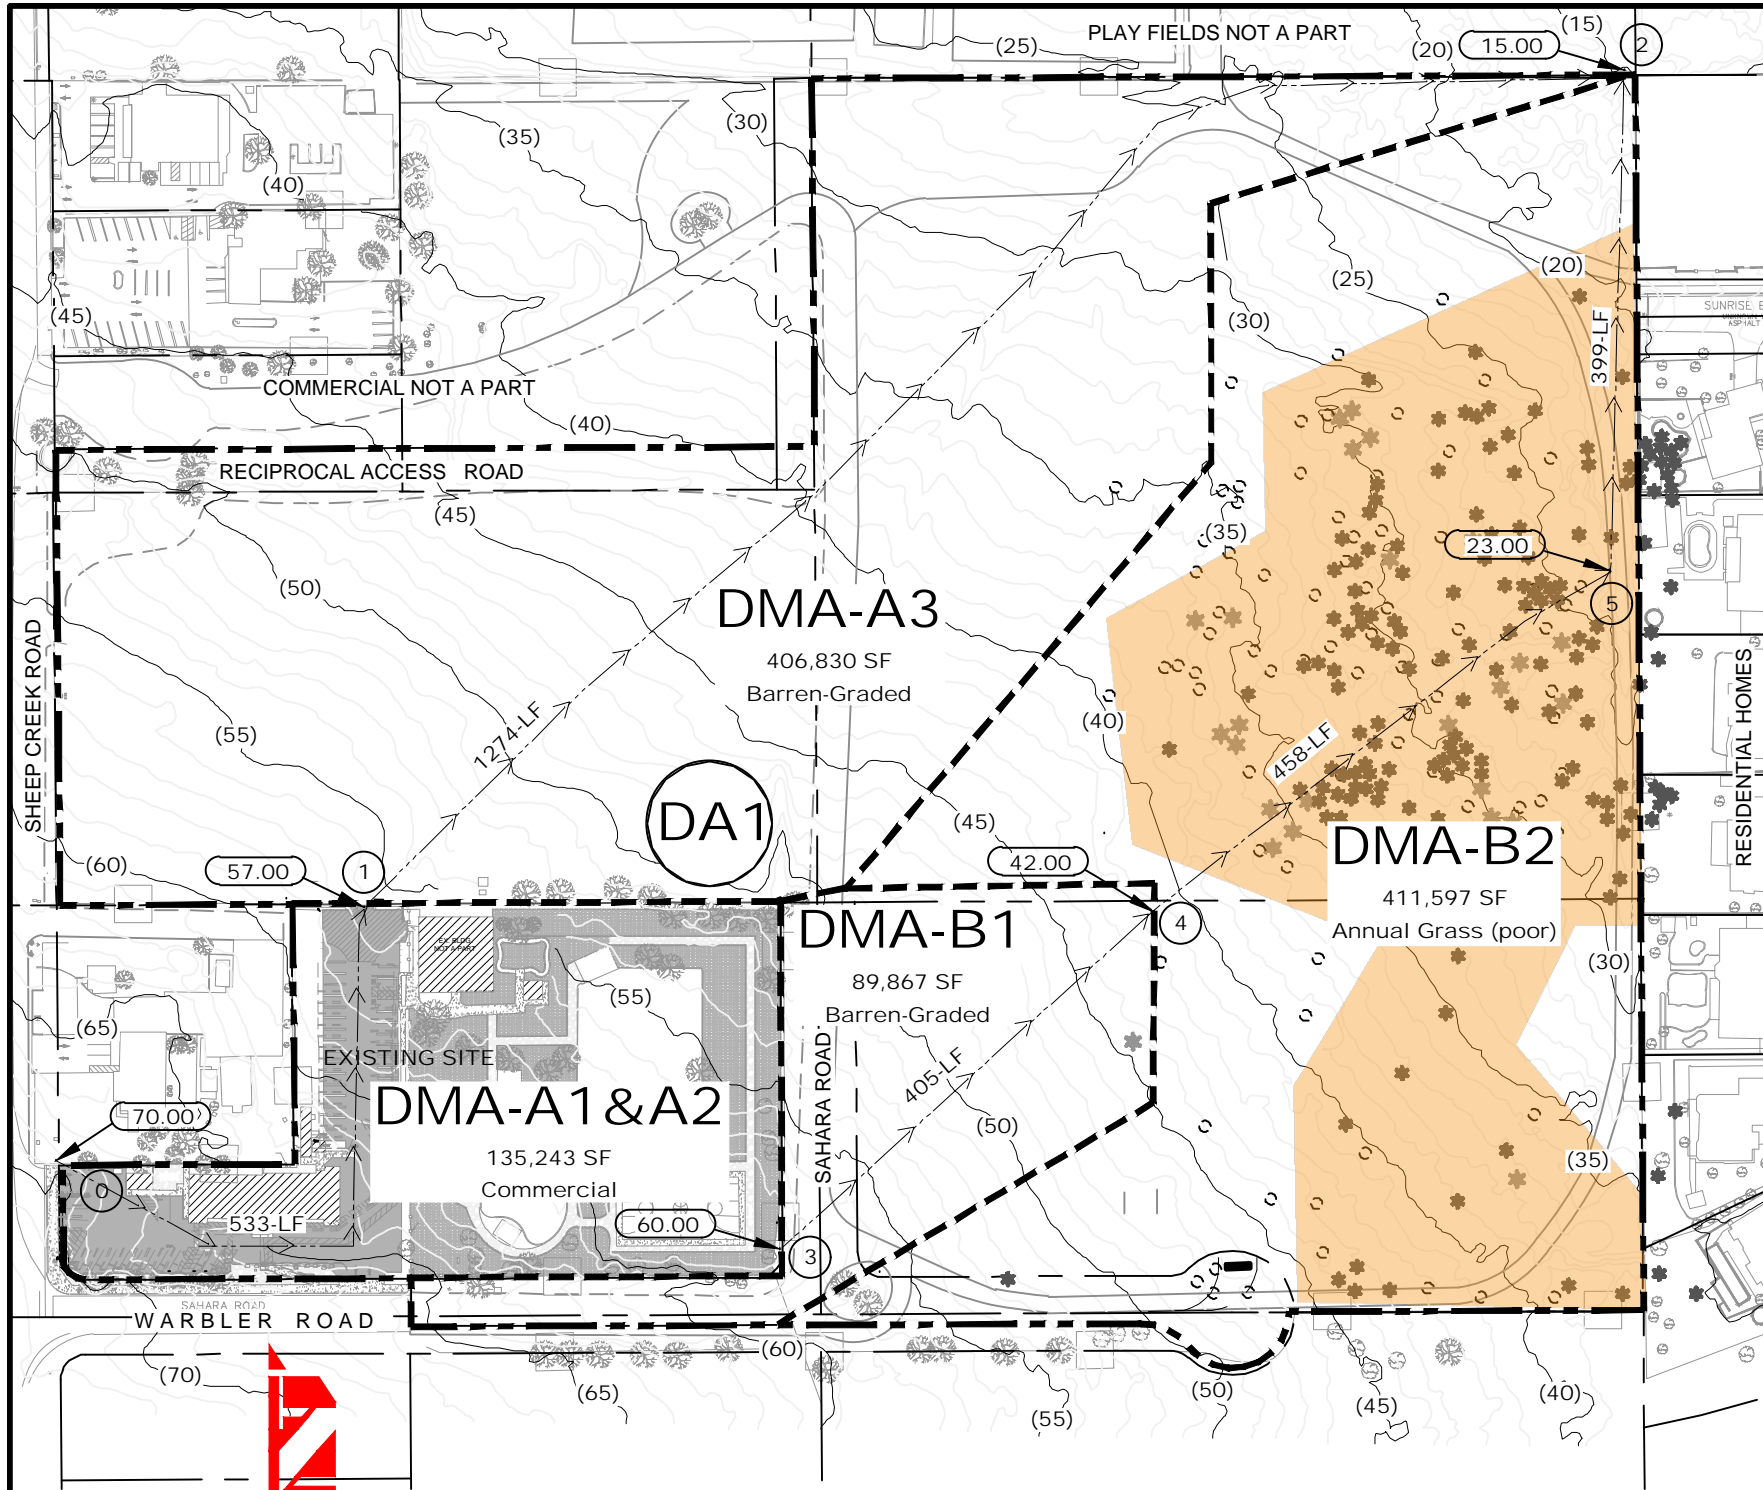 PLAY FIELDS NOT A PART
(15)
15.00
2
(20)
(25)
(30)
(35)
(40)
(45)
COMMERCIAL NOT A PART
(40)
RECIPROCAL ACCESS ROAD
(45)
(50)
(55)
(60)
SHEEP CREEK ROAD
(20)
(25)
(30)
SUNRISE
ASPHALT
399-LF
(35)
23.00
5
DMA-A3
406,830 SF
Barren-Graded
1274-LF
(40)
458-LF
RESIDENTIAL HOMES
DA1
(45)
57.00
1
42.00
4
DMA-B2
411,597 SF
Annual Grass (poor)
(30)
EX. BLDG
NOT A PART
DMA-B1
89,867 SF
Barren-Graded
(55)
(65)
EXISTING SITE
SAHARA ROAD
405-LF
(50)
DMA-A1&A2
135,243 SF
Commercial
70.00
0
(35)
533-LF
60.00
3
SAHARA ROAD
WARBLER ROAD
(60)
(70)
(65)
(50)
(55)
(45)
(40)